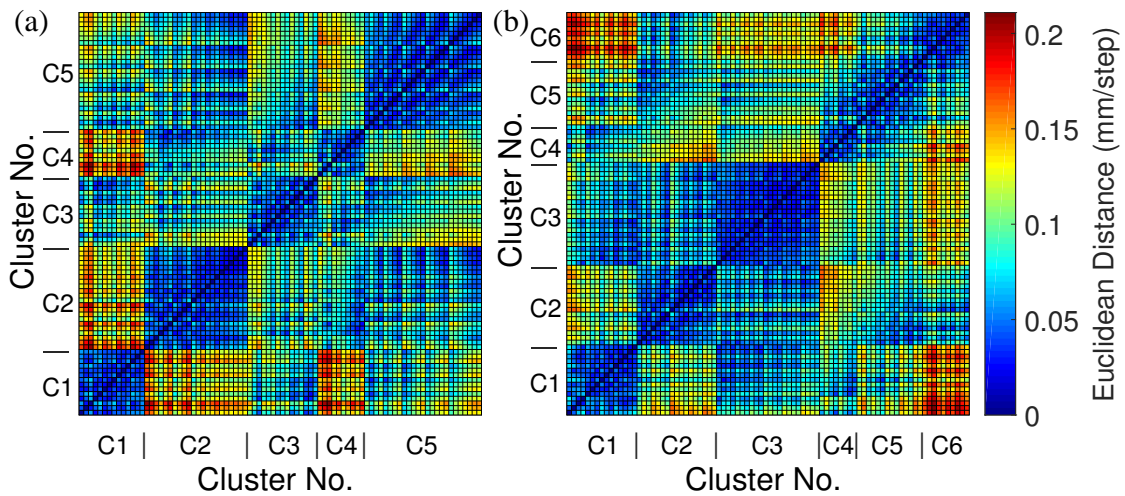 (a)
Cluster No.
C5
C4
C3
C2
C1
C1 | C2 | C3 | C4 | C5
Cluster No.
(b)
Cluster No.
C6
C5
C4
C3
C2
C1
C1 | C2 | C3 | C4 | C5 | C6
Cluster No.
0.2
0.15
0.1
0.05
0
Euclidean Distance (mm/step)